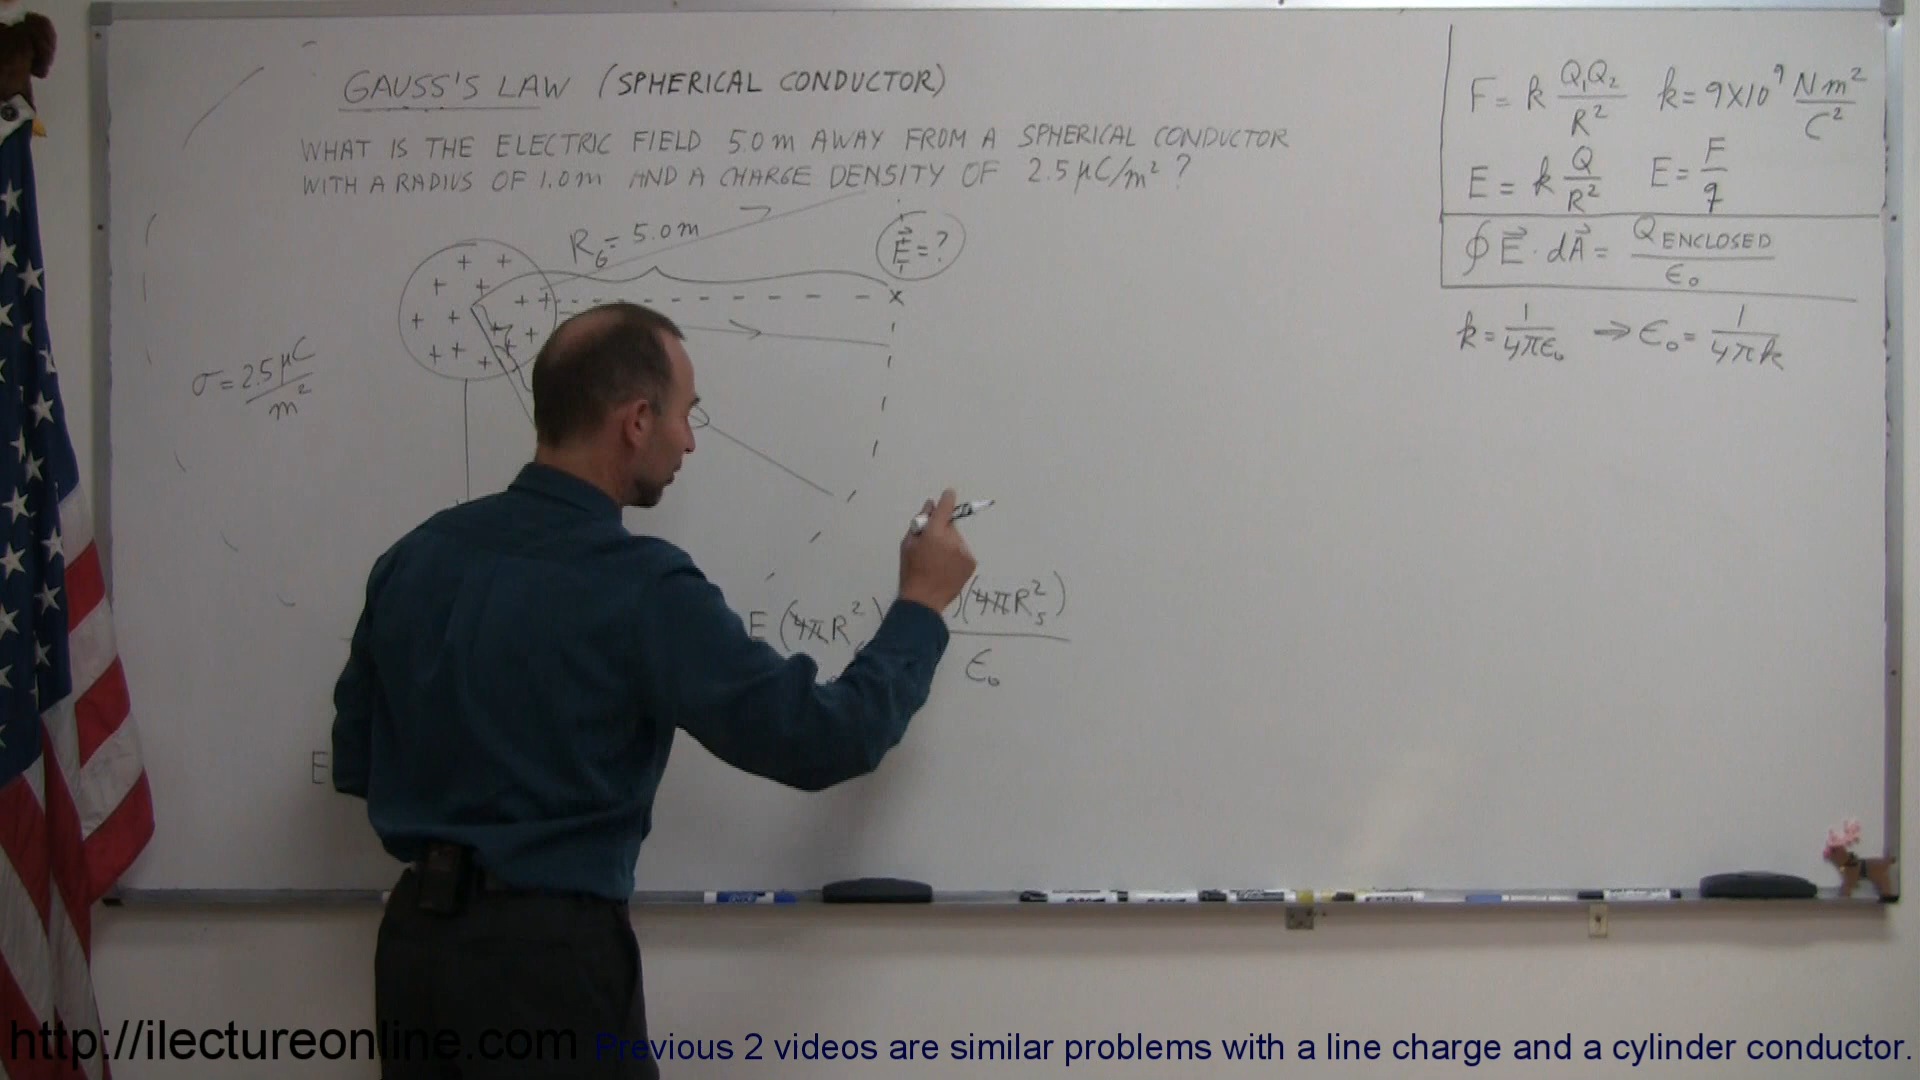 GAUSS'S LAW (SPHERICAL CONDUCTOR)
WHAT IS THE ELECTRIC FIELD 5.0 m AWAY FROM A SPHERICAL CONDUCTOR
WITH A RADIUS OF 1.0 m AND A CHARGE DENSITY OF 2.5 μC/m² ?
F = k Q₁Q₂/R² k = 9X10⁹ Nm²/C²
E = k Q/R² E = F/q
∮ E⃗ · dA⃗ = Q ENCLOSED/ε₀
k = 1/4πε₀ → ε₀ = 1/4πk
R_G = 5.0 m
E⃗ = ?
σ = 2.5 μC/m²
E (4πR²
)(4πR_s²)
ε₀
E
http://ilectureonline.com Previous 2 videos are similar problems with a line charge and a cylinder conductor.